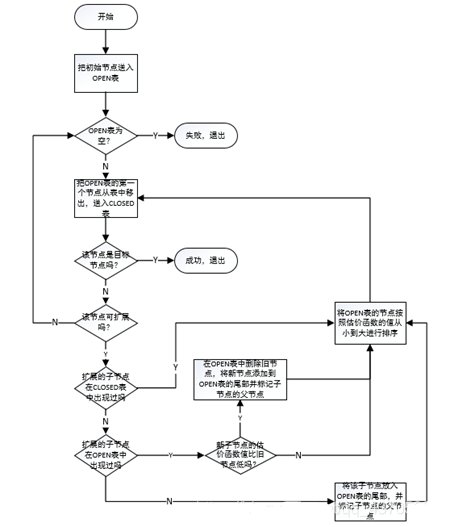 开始
把初始节点送入
OPEN表
OPEN表为
空?
Y
失败，退出
N
把OPEN表的第一
个节点从表中移
出，送入CLOSED
表
该节点是目标
节点吗?
Y
成功，退出
N
该节点可扩展
吗?
N
Y
将OPEN表的节点按
照估价函数的值从
小到大进行排序
扩展的子节点
在CLOSED表
中出现过吗
Y
N
在OPEN表中删除旧节
点，将新节点添加到
OPEN表的尾部并标记子
节点的父节点
Y
扩展的子节点
在OPEN表中
出现过吗
Y
新子节点的估
价函数值比旧
节点低吗?
N
N
将该子节点放入
OPEN表的尾部，并
标记子节点的父节
点